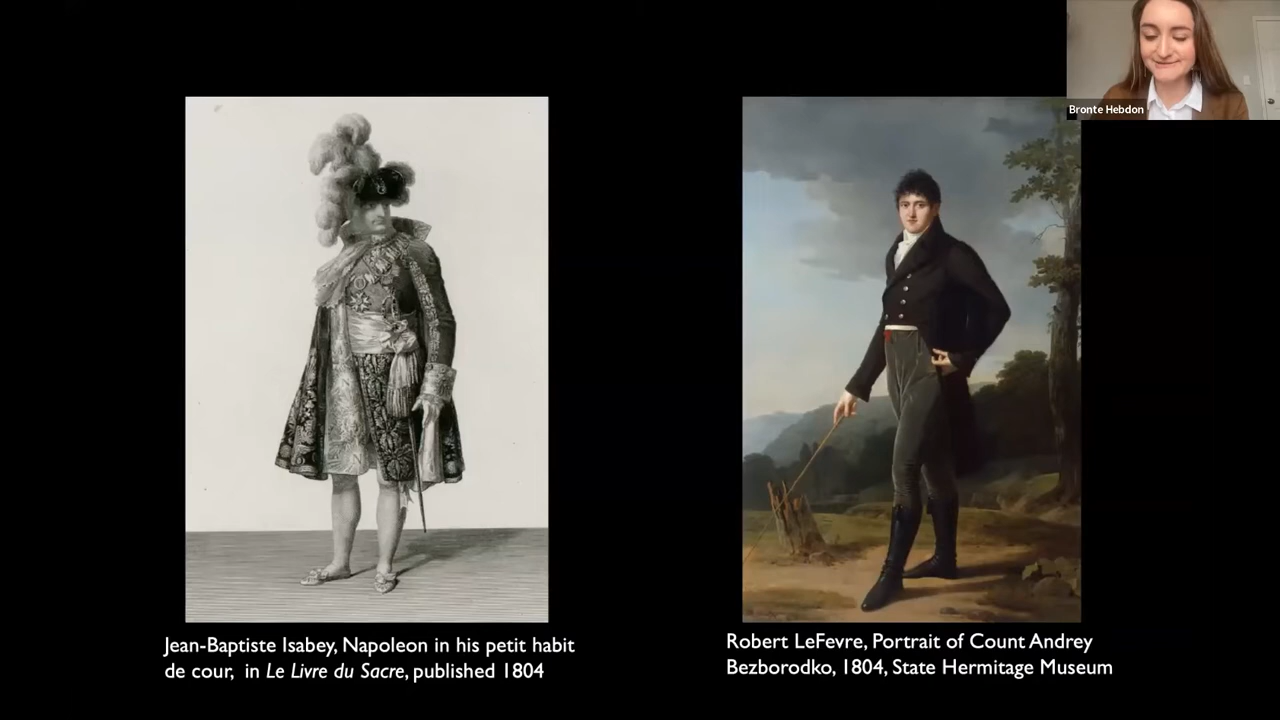 Bronte Hebdon
Jean-Baptiste Isabey, Napoleon in his petit habit
de cour, in Le Livre du Sacre, published 1804
Robert LeFevre, Portrait of Count Andrey
Bezborodko, 1804, State Hermitage Museum